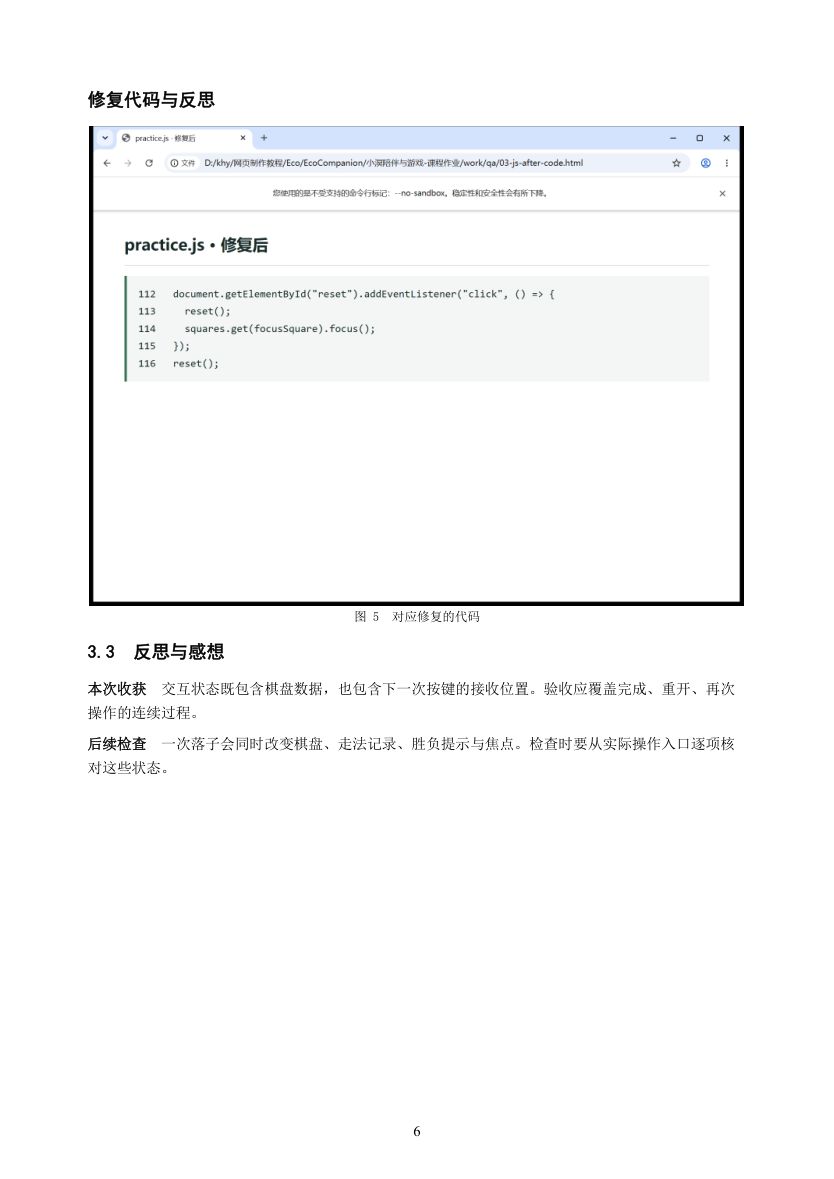 修复代码与反思
practice.js - 修复后
文件 D:/khy/网页制作教程/Eco/EcoCompanion/小溟陪伴与游戏-课程作业/work/qa/03-js-after-code.html
您使用的是不受支持的命令行标记：--no-sandbox。稳定性和安全性会有所下降。
practice.js · 修复后
112 document.getElementById("reset").addEventListener("click", () => {
113 reset();
114 squares.get(focusSquare).focus();
115 });
116 reset();
图 5 对应修复的代码
3.3 反思与感想
本次收获 交互状态既包含棋盘数据，也包含下一次按键的接收位置。验收应覆盖完成、重开、再次
操作的连续过程。
后续检查 一次落子会同时改变棋盘、走法记录、胜负提示与焦点。检查时要从实际操作入口逐项核
对这些状态。
6